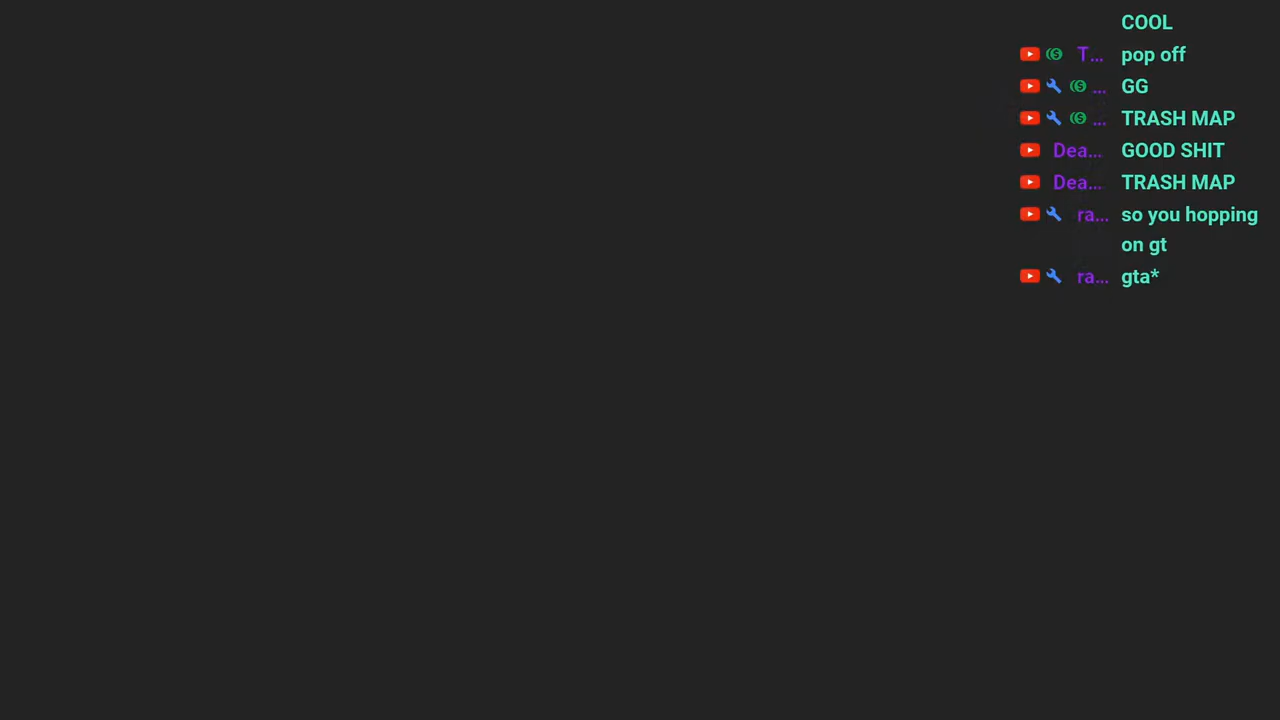 COOL
T... pop off
... GG
... TRASH MAP
Dea... GOOD SHIT
Dea... TRASH MAP
ra... so you hopping
on gt
ra... gta*